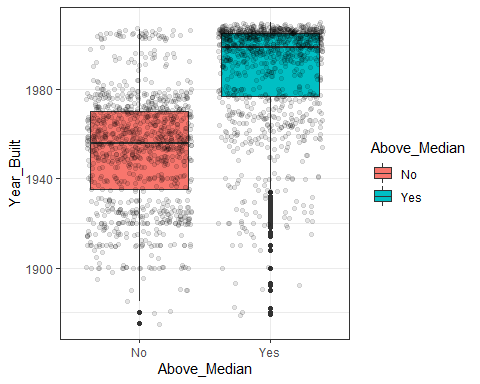 1980
1940
1900
Year_Built
No
Yes
Above_Median
Above_Median
No
Yes